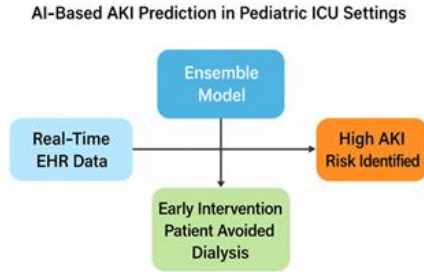 AI-Based AKI Prediction in Pediatric ICU Settings
Ensemble
Model
Real-Time
EHR Data
High AKI
Risk Identified
Early Intervention
Patient Avoided
Dialysis